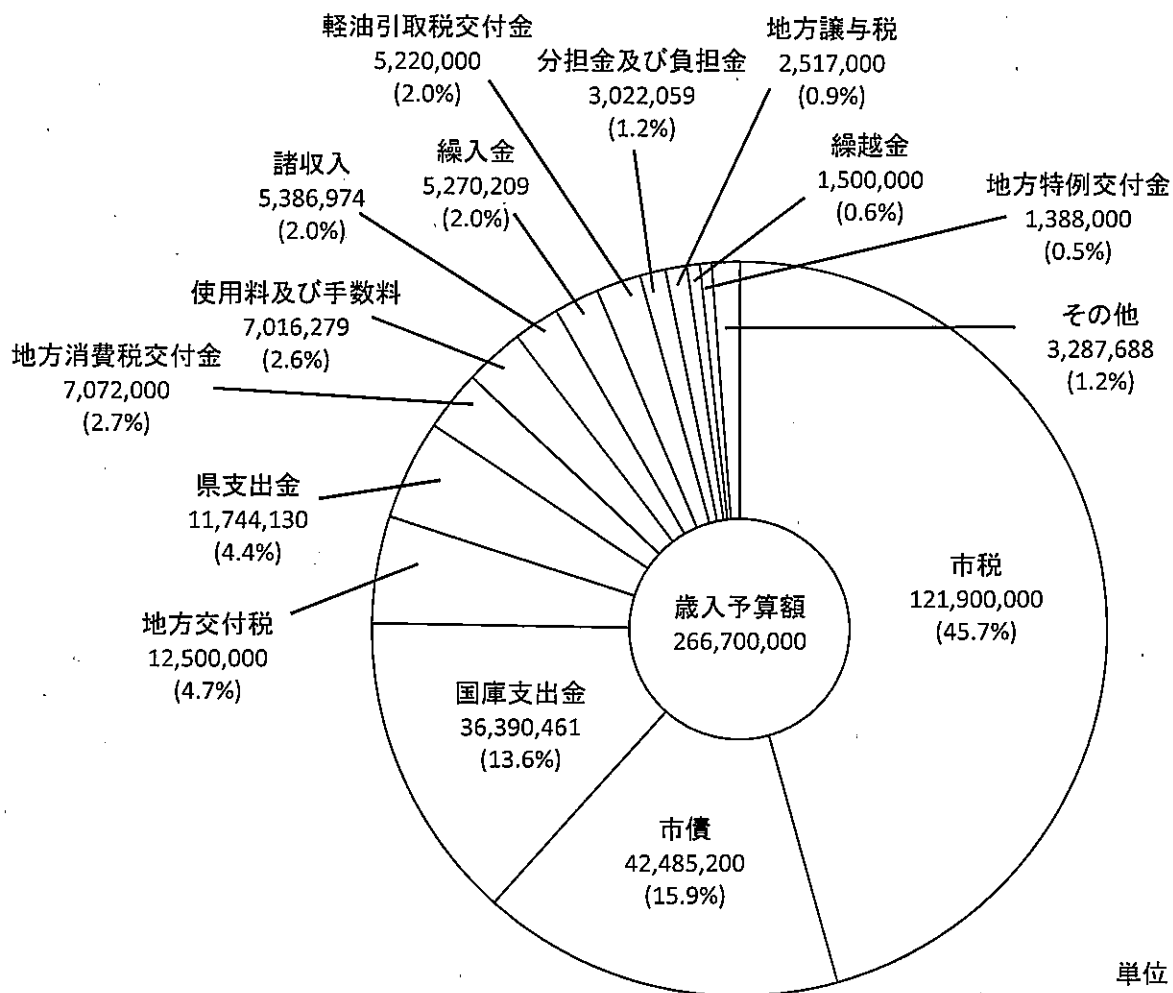 軽油引取税交付金
5,220,000
(2.0%)
分担金及び負担金
3,022,059
(1.2%)
地方譲与税
2,517,000
(0.9%)
繰越金
1,500,000
(0.6%)
地方特例交付金
1,388,000
(0.5%)
その他
3,287,688
(1.2%)
諸収入
5,386,974
(2.0%)
繰入金
5,270,209
(2.0%)
使用料及び手数料
7,016,279
(2.6%)
地方消費税交付金
7,072,000
(2.7%)
県支出金
11,744,130
(4.4%)
地方交付税
12,500,000
(4.7%)
国庫支出金
36,390,461
(13.6%)
歳入予算額
266,700,000
市税
121,900,000
(45.7%)
市債
42,485,200
(15.9%)
単位